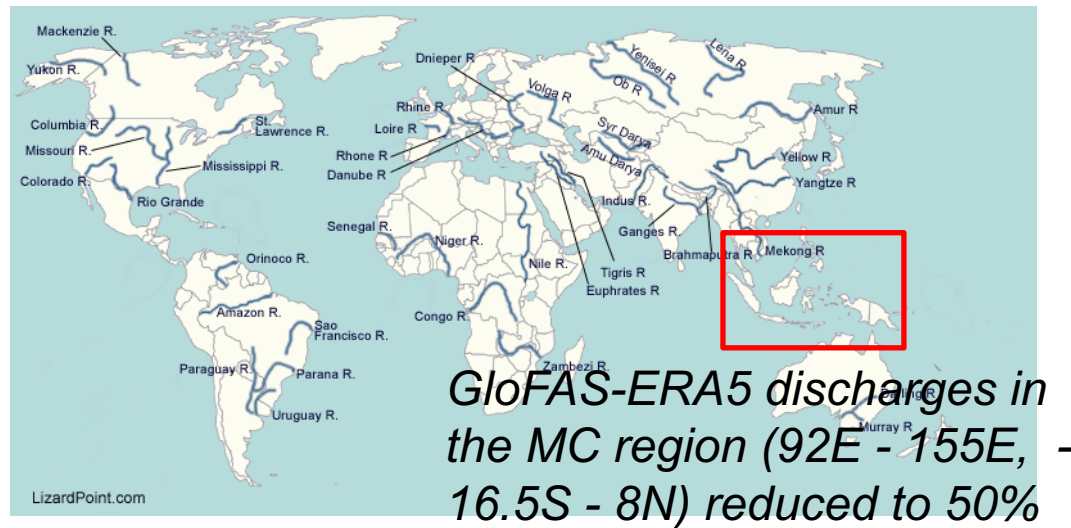 Mackenzie R.
Yukon R.
Dnieper R
Yenisei R
Lena R.
Ob R
Volga R
Columbia R.
St.
Lawrence R.
Rhine R.
Amur R
Missouri R.
Loire R
Syr Darya
Mississippi R.
Rhone R
Amu Darya
Yellow R
Colorado R.
Danube R
Yangtze R
Rio Grande
Indus R.
Senegal R.
Ganges R.
Niger R.
Brahmaputra R
Mekong R
Orinoco R.
Nile R.
Tigris R
Euphrates R
Amazon R.
Congo R.
Sao
Francisco R.
Paraguay R.
Parana R.
Zambezi R.
Uruguay R.
Darling R
Murray R
LizardPoint.com
GloFAS-ERA5 discharges in
the MC region (92E - 155E, -
16.5S - 8N) reduced to 50%